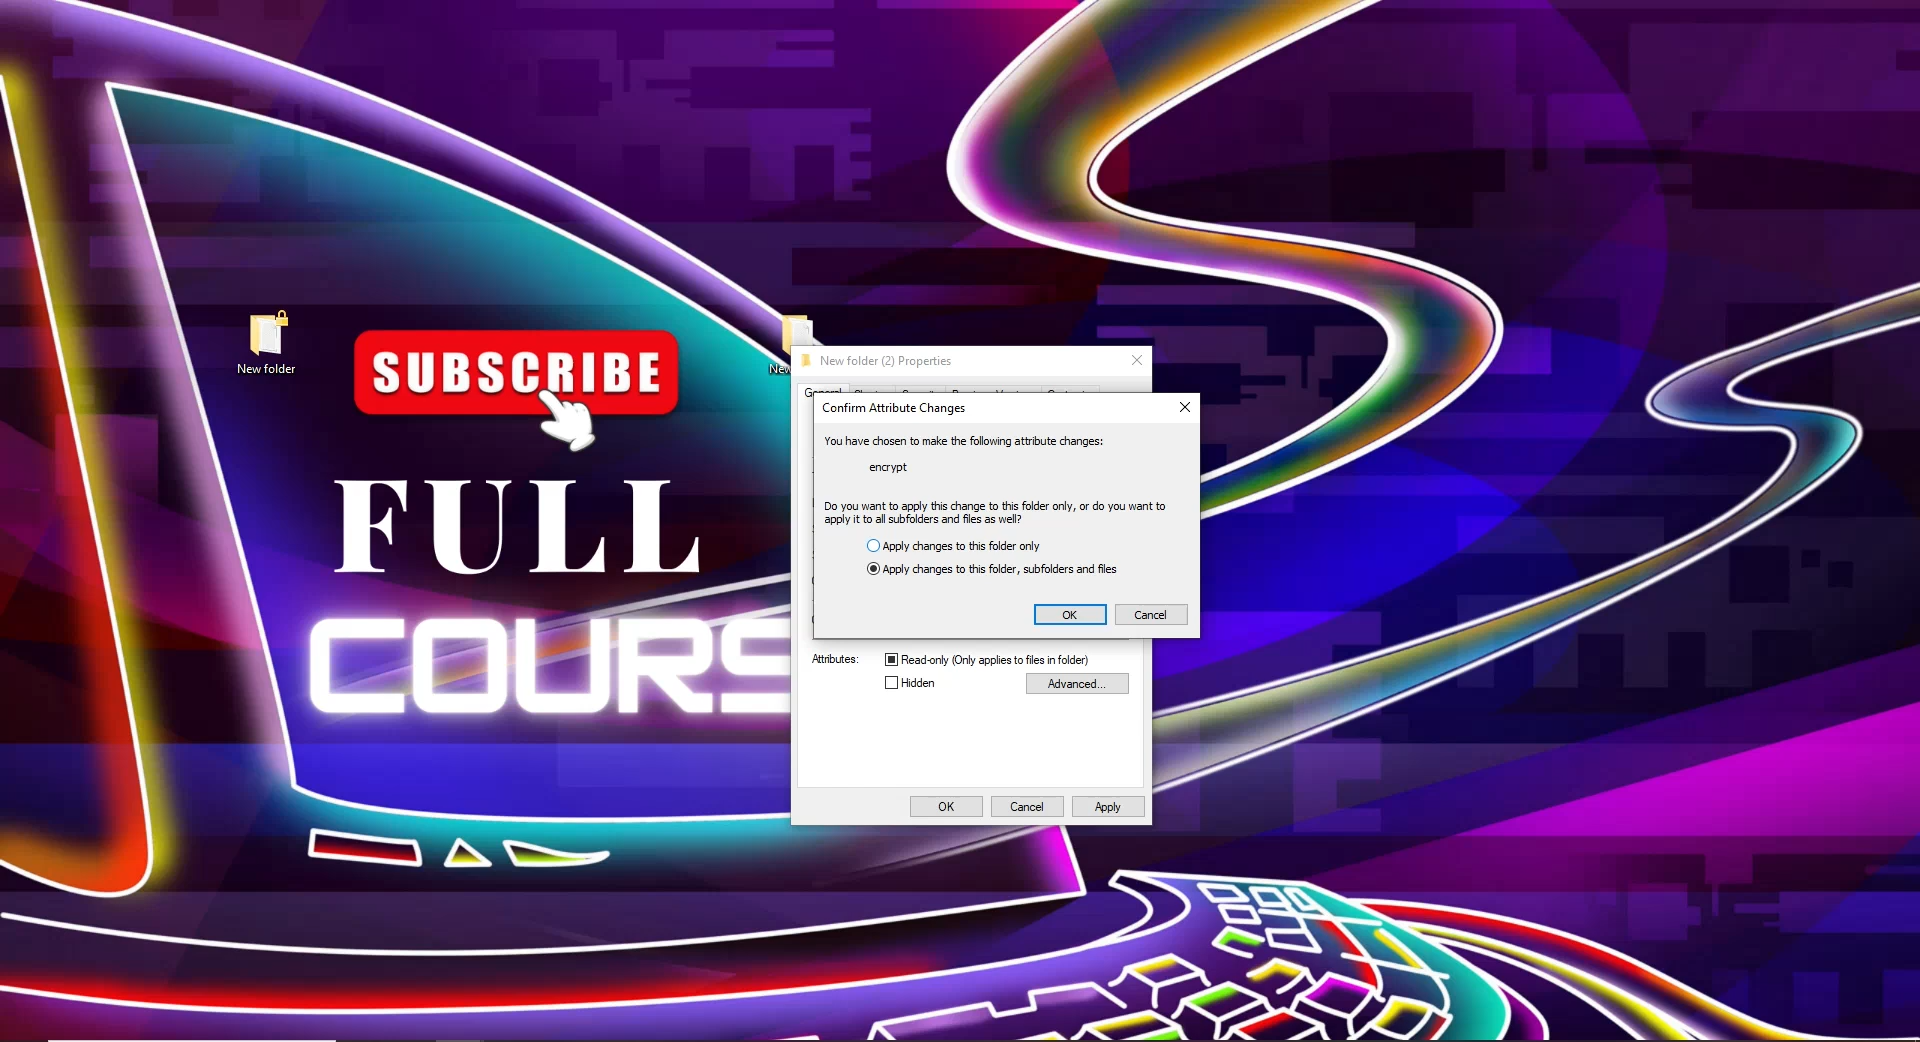 New folder
SUBSCRIBE
FULL
COURS
New folder (2) Properties
General
Confirm Attribute Changes
You have chosen to make the following attribute changes:
encrypt
Do you want to apply this change to this folder only, or do you want to
apply it to all subfolders and files as well?
Apply changes to this folder only
Apply changes to this folder, subfolders and files
OK Cancel
Attributes: Read-only (Only applies to files in folder)
Hidden Advanced...
OK Cancel Apply